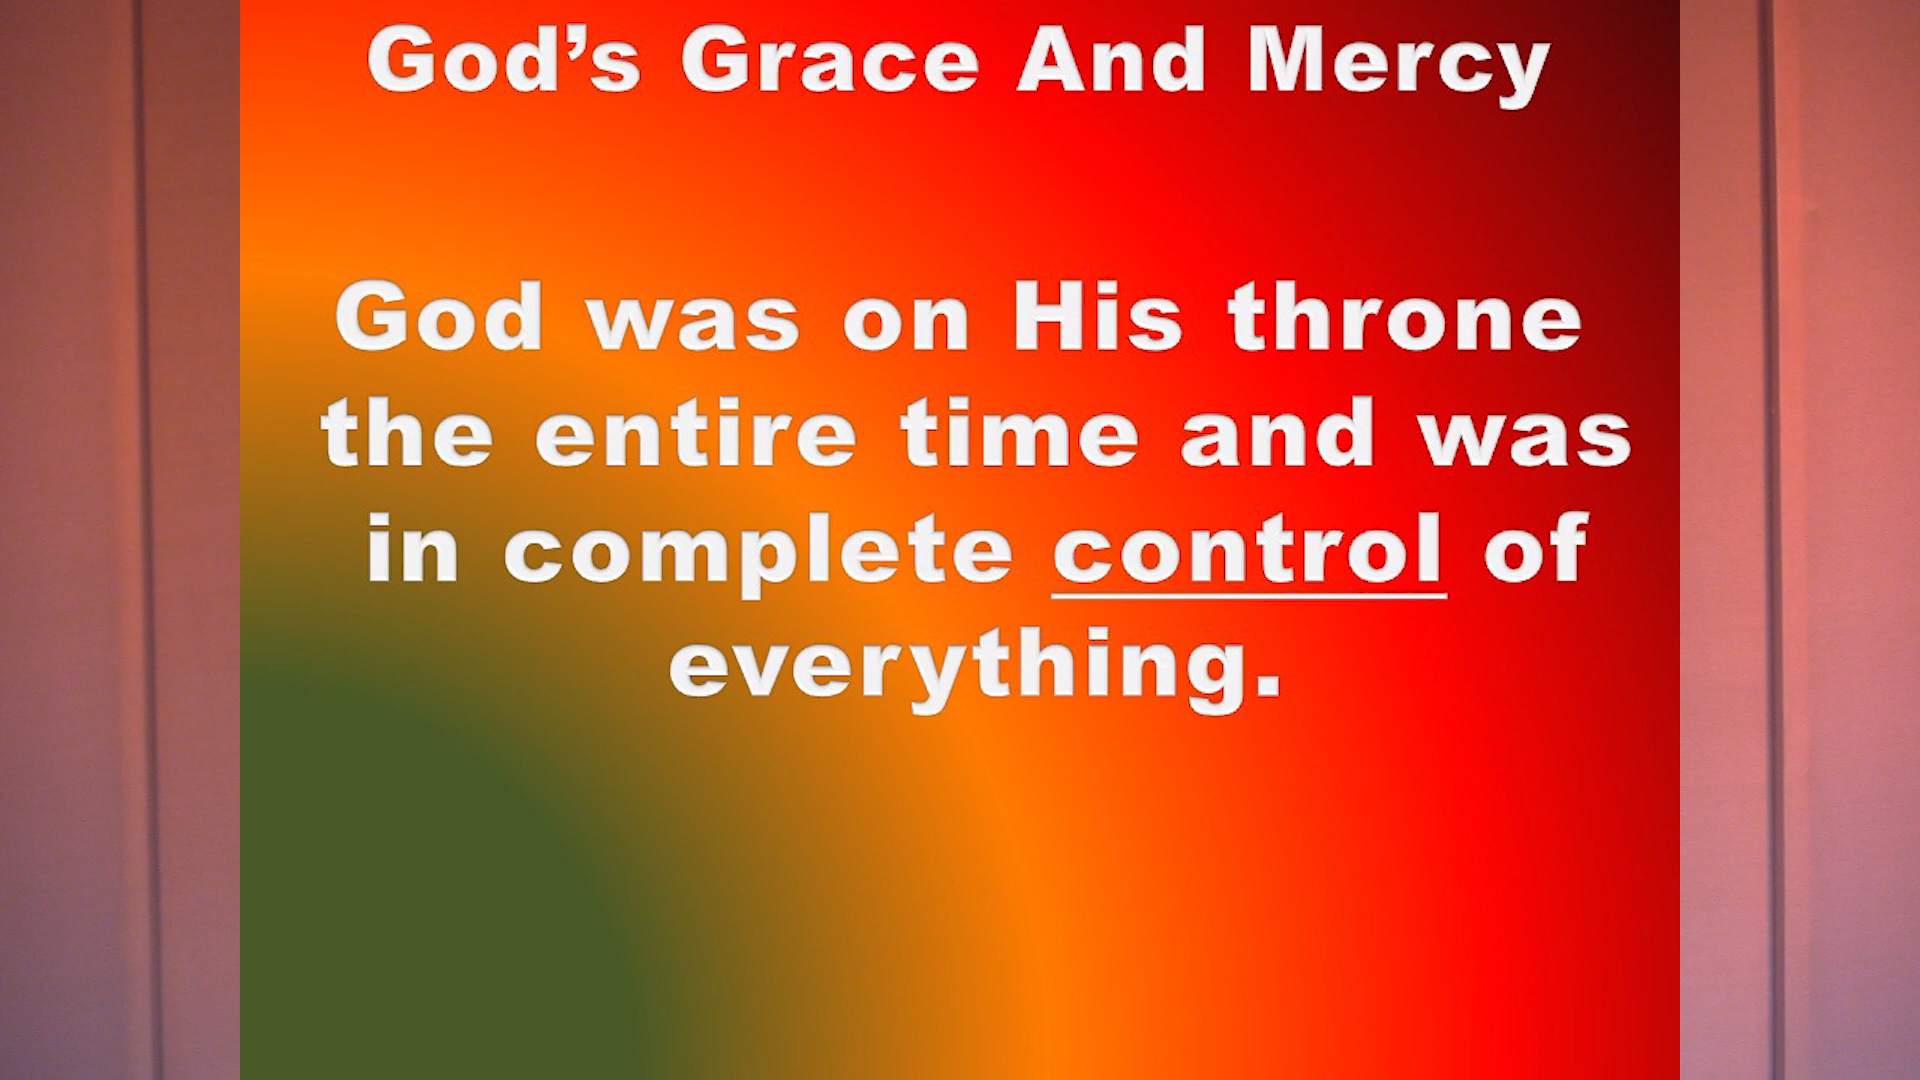 God’s Grace And Mercy
God was on His throne
the entire time and was
in complete control of
everything.